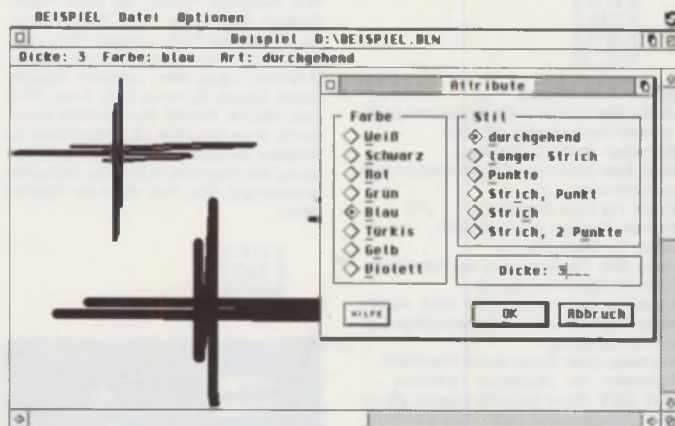 BEISPIEL Datei Optionen
Beispiel D:\BEISPIEL.BLN
Dicke: 3 Farbe: blau Art: durchgehend
Attribute
Farbe
Weiß
Schwarz
Rot
Grün
Blau
Türkis
Gelb
Violett
Stil
durchgehend
langer Strich
Punkte
Strich, Punkt
Strich
Strich, 2 Punkte
Dicke: 3___
HILFE
OK
Abbruch